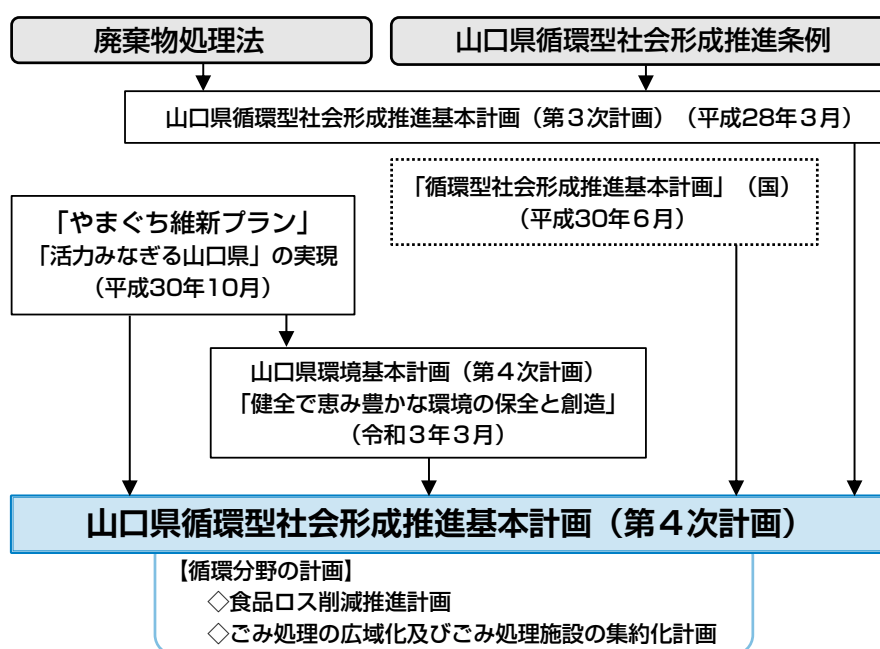 廃棄物処理法
山口県循環型社会形成推進条例
山口県循環型社会形成推進基本計画（第３次計画）（平成28年３月）
「循環型社会形成推進基本計画」（国）
（平成30年６月）
「やまぐち維新プラン」
「活力みなぎる山口県」の実現
（平成30年10月）
山口県環境基本計画（第４次計画）
「健全で恵み豊かな環境の保全と創造」
（令和３年３月）
山口県循環型社会形成推進基本計画（第４次計画）
【循環分野の計画】
◇食品ロス削減推進計画
◇ごみ処理の広域化及びごみ処理施設の集約化計画